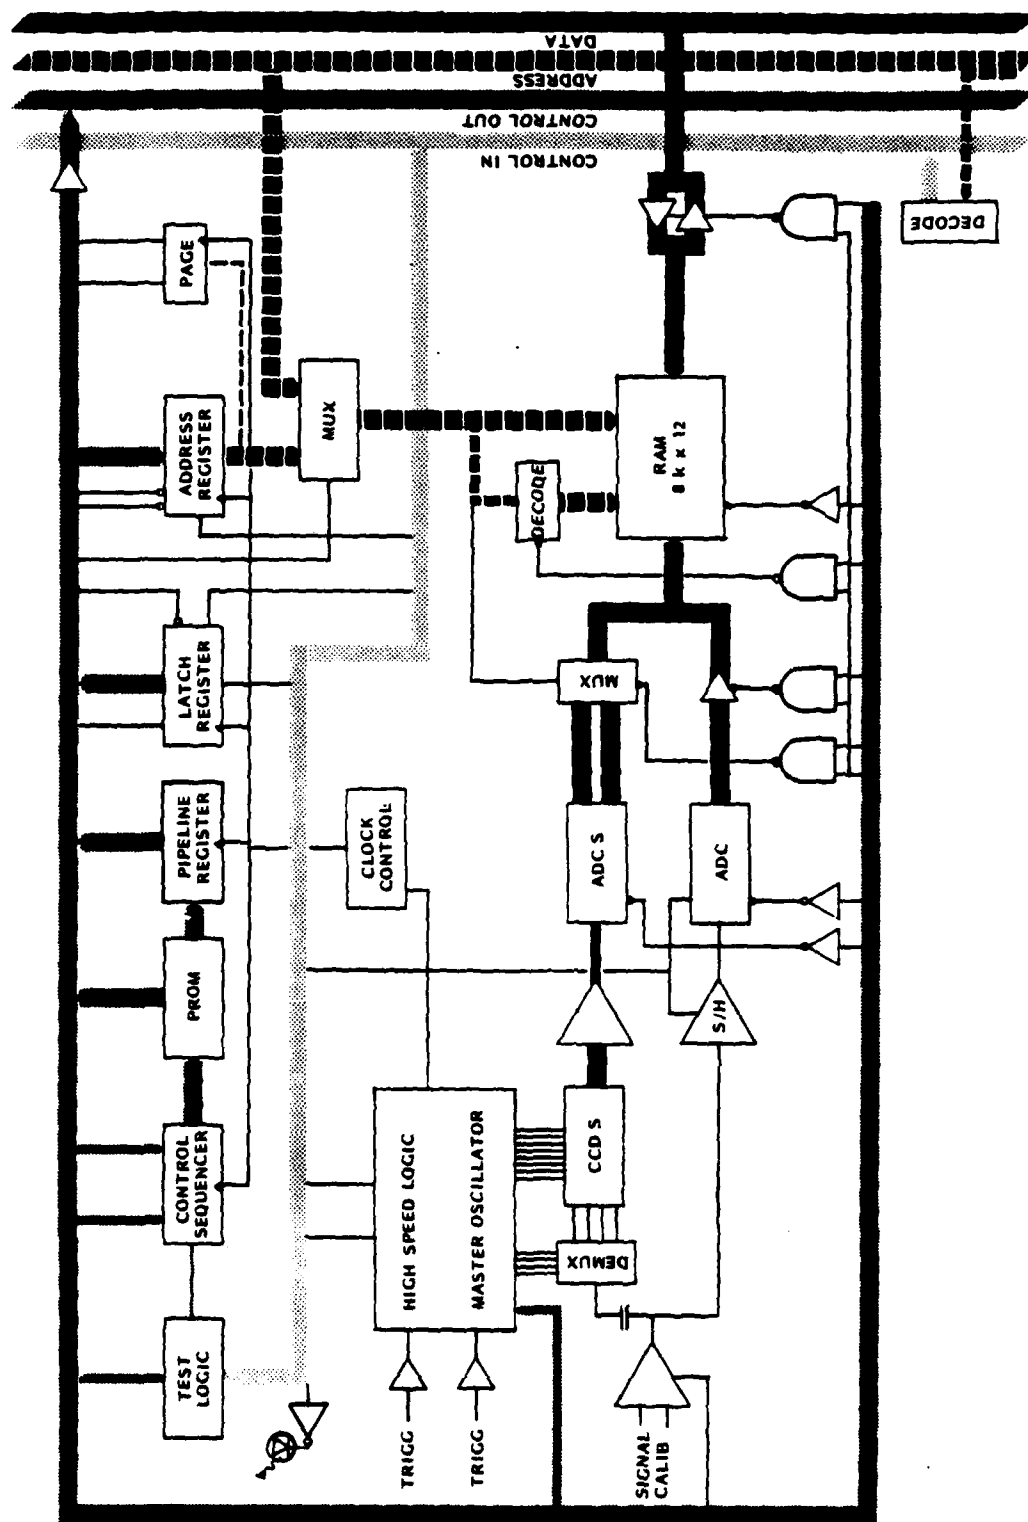 DATA
ADDRESS
CONTROL OUT
CONTROL IN
DECODE
PAGE
ADDRESS
REGISTER
MUX
RAM
8 k x 12
DECODE
LATCH
REGISTER
MUX
PIPELINE
REGISTER
CLOCK
CONTROL
ADC S
ADC
PROM
S/H
CONTROL
SEQUENCER
HIGH SPEED LOGIC
MASTER OSCILLATOR
CCD S
DEMUX
TEST
LOGIC
TRIGG
TRIGG
SIGNAL
CALIB